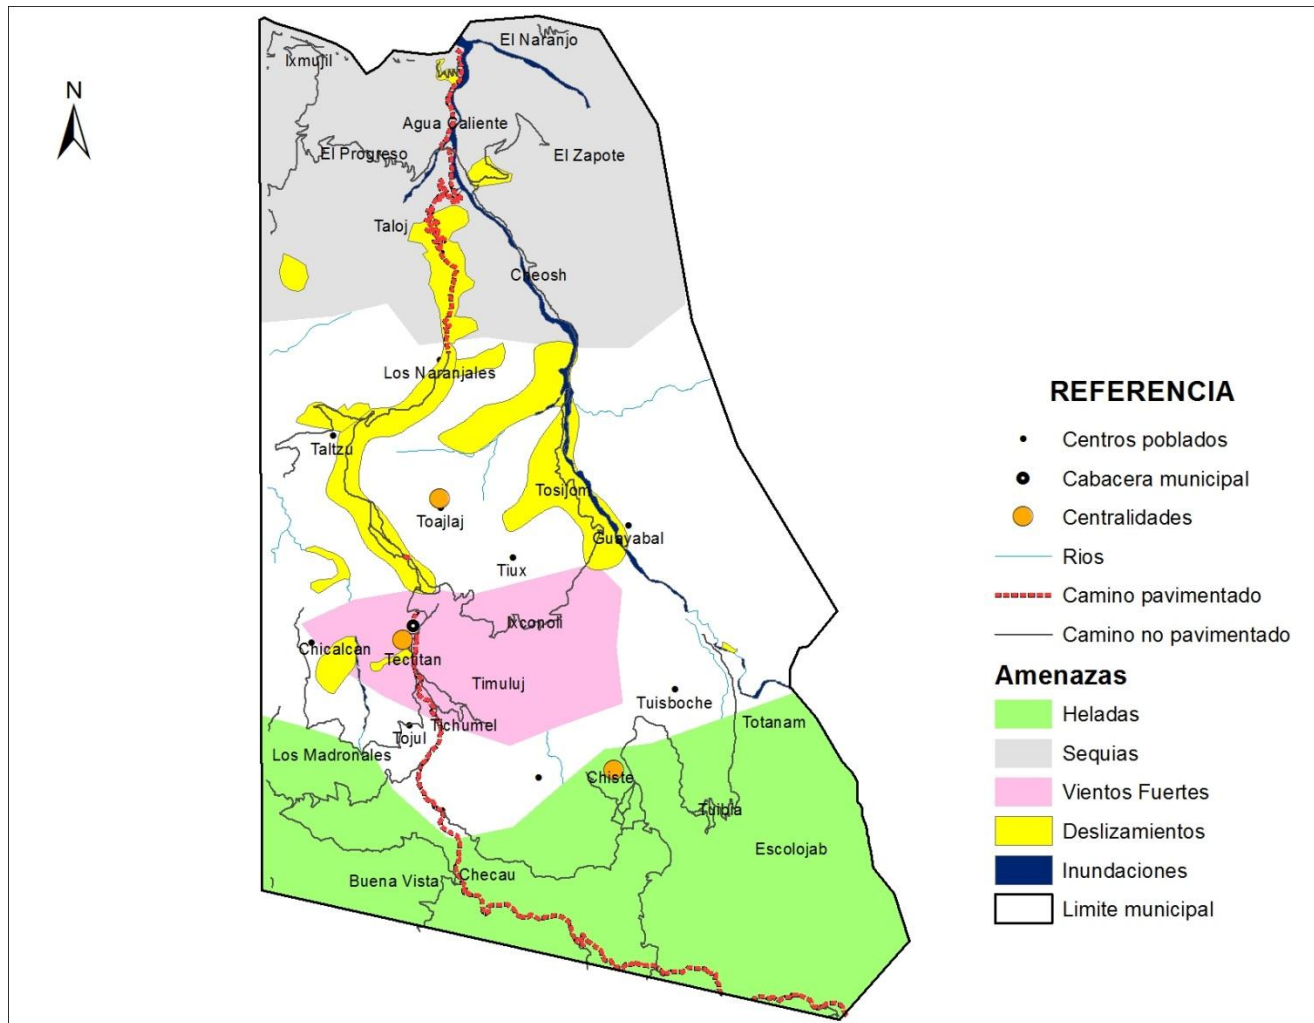 N
El Naranjo
Ixmujil
Agua Caliente
El Progreso
El Zapote
Taloj
Cheosh
Los Naranjales
Taltzu
Tosijom
Toajlaj
Guayabal
Tiux
Ixconoli
Chicalcan
Tectitan
Timuluj
Tuisboche
Totanam
Tichumel
Tojul
Los Madronales
Chiste
Tuibla
Escolojab
Checau
Buena Vista
REFERENCIA
Centros poblados
Cabacera municipal
Centralidades
Rios
Camino pavimentado
Camino no pavimentado
Amenazas
Heladas
Sequias
Vientos Fuertes
Deslizamientos
Inundaciones
Limite municipal